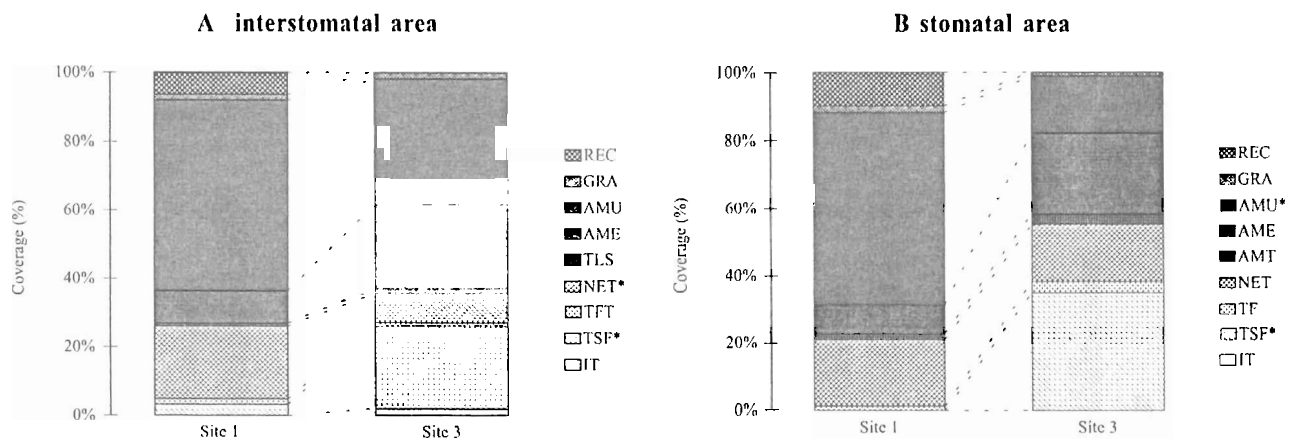 A interstomatal area
100%
80%
60%
40%
20%
0%
Coverage (%)
Site 1
Site 3
REC
GRA
AMU
AME
TLS
NET*
TFT
TSF*
IT
B stomatal area
100%
80%
60%
40%
20%
0%
Coverage (%)
Site 1
Site 3
REC
GRA
AMU*
AME
AMT
NET
TF
TSF*
IT